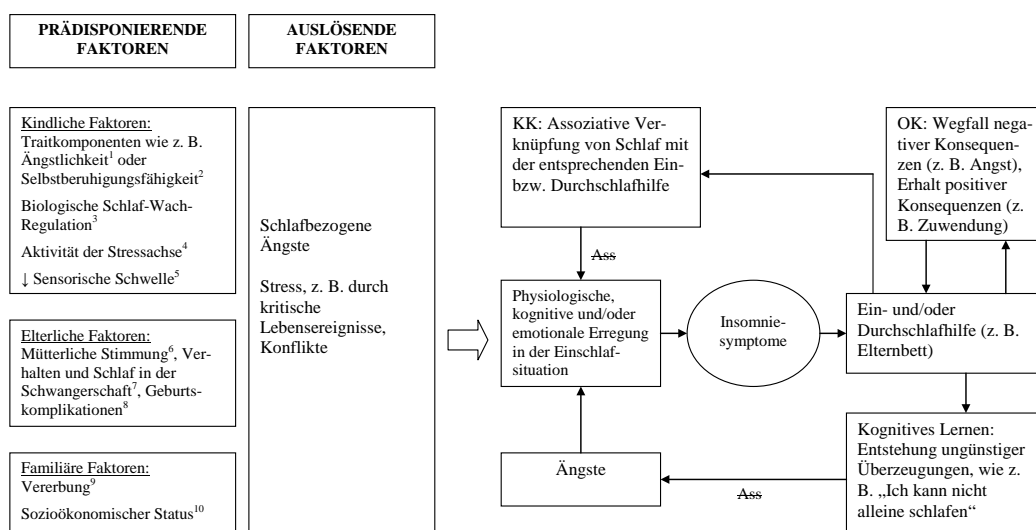 PRÄDISPONIERENDE
FAKTOREN
AUSLÖSENDE
FAKTOREN
Kindliche Faktoren:
Traitkomponenten wie z. B.
Ängstlichkeit¹ oder
Selbstberuhigungsfähigkeit²
Biologische Schlaf-Wach-
Regulation³
Aktivität der Stressachse⁴
↓ Sensorische Schwelle⁵
Elterliche Faktoren:
Mütterliche Stimmung⁶, Ver-
halten und Schlaf in der
Schwangerschaft⁷, Geburts-
komplikationen⁸
Familiäre Faktoren:
Vererbung⁹
Sozioökonomischer Status¹⁰
Schlafbezogene
Ängste
Stress, z. B. durch
kritische
Lebensereignisse,
Konflikte
KK: Assoziative Ver-
knüpfung von Schlaf mit
der entsprechenden Ein-
bzw. Durchschlafhilfe
Ass
Physiologische,
kognitive und/oder
emotionale Erregung
in der Einschlaf-
situation
Insomnie-
symptome
OK: Wegfall nega-
tiver Konsequen-
zen (z. B. Angst),
Erhalt positiver
Konsequenzen (z.
B. Zuwendung)
Ein- und/oder
Durchschlafhilfe (z. B.
Elternbett)
Kognitives Lernen:
Entstehung ungünstiger
Überzeugungen, wie z.
B. „Ich kann nicht
alleine schlafen“
Ass
Ängste